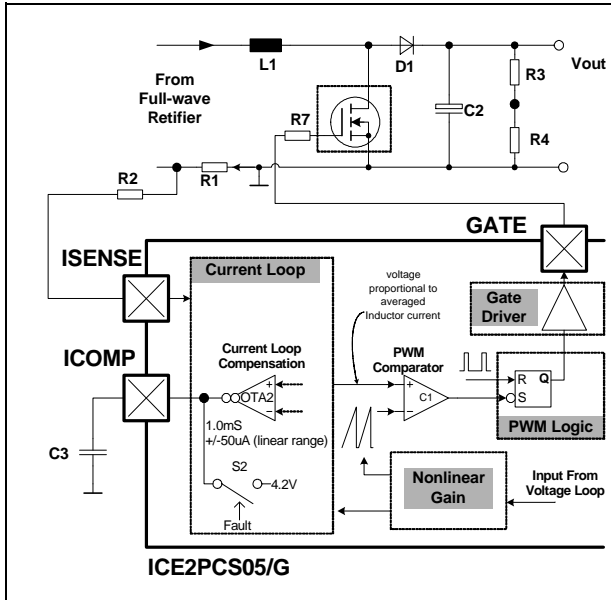 L1
D1
Vout
From
Full-wave
Retifier
R3
R7
C2
R4
R2
R1
GATE
ISENSE
Current Loop
voltage
proportional to
averaged
Inductor current
Gate
Driver
ICOMP
Current Loop
Compensation
PWM
Comparator
+
OTA2
−
+
C1
−
R Q
S
1.0mS
+/-50uA (linear range)
PWM Logic
C3
S2
4.2V
Fault
Nonlinear
Gain
Input From
Voltage Loop
ICE2PCS05/G